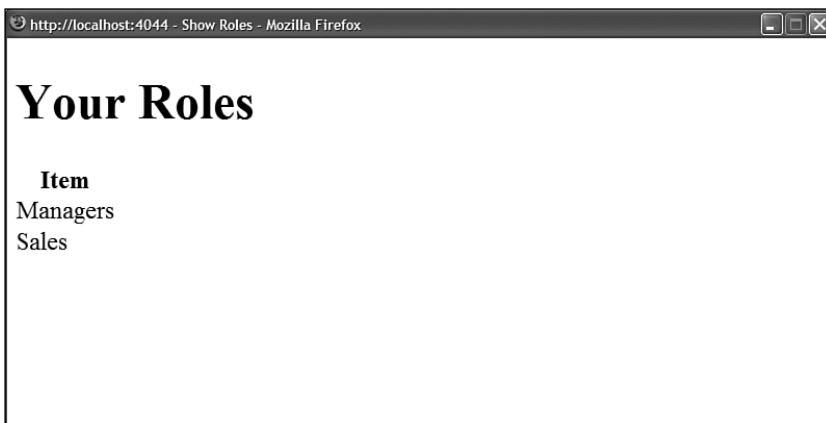 http://localhost:4044 - Show Roles - Mozilla Firefox
Your Roles
Item
Managers
Sales